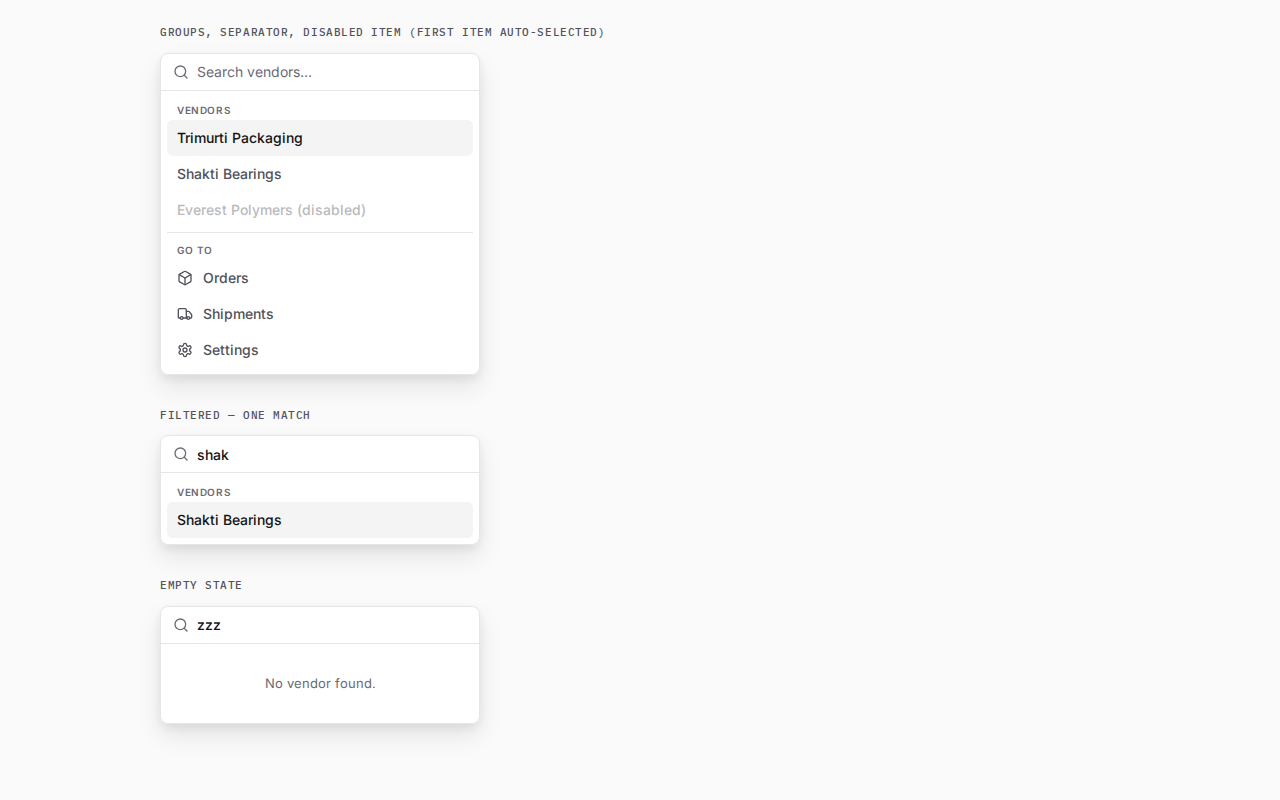 GROUPS, SEPARATOR, DISABLED ITEM (FIRST ITEM AUTO-SELECTED)
Search vendors...
VENDORS
Trimurti Packaging
Shakti Bearings
Everest Polymers (disabled)
GO TO
Orders
Shipments
Settings
FILTERED — ONE MATCH
shak
VENDORS
Shakti Bearings
EMPTY STATE
zzz
No vendor found.